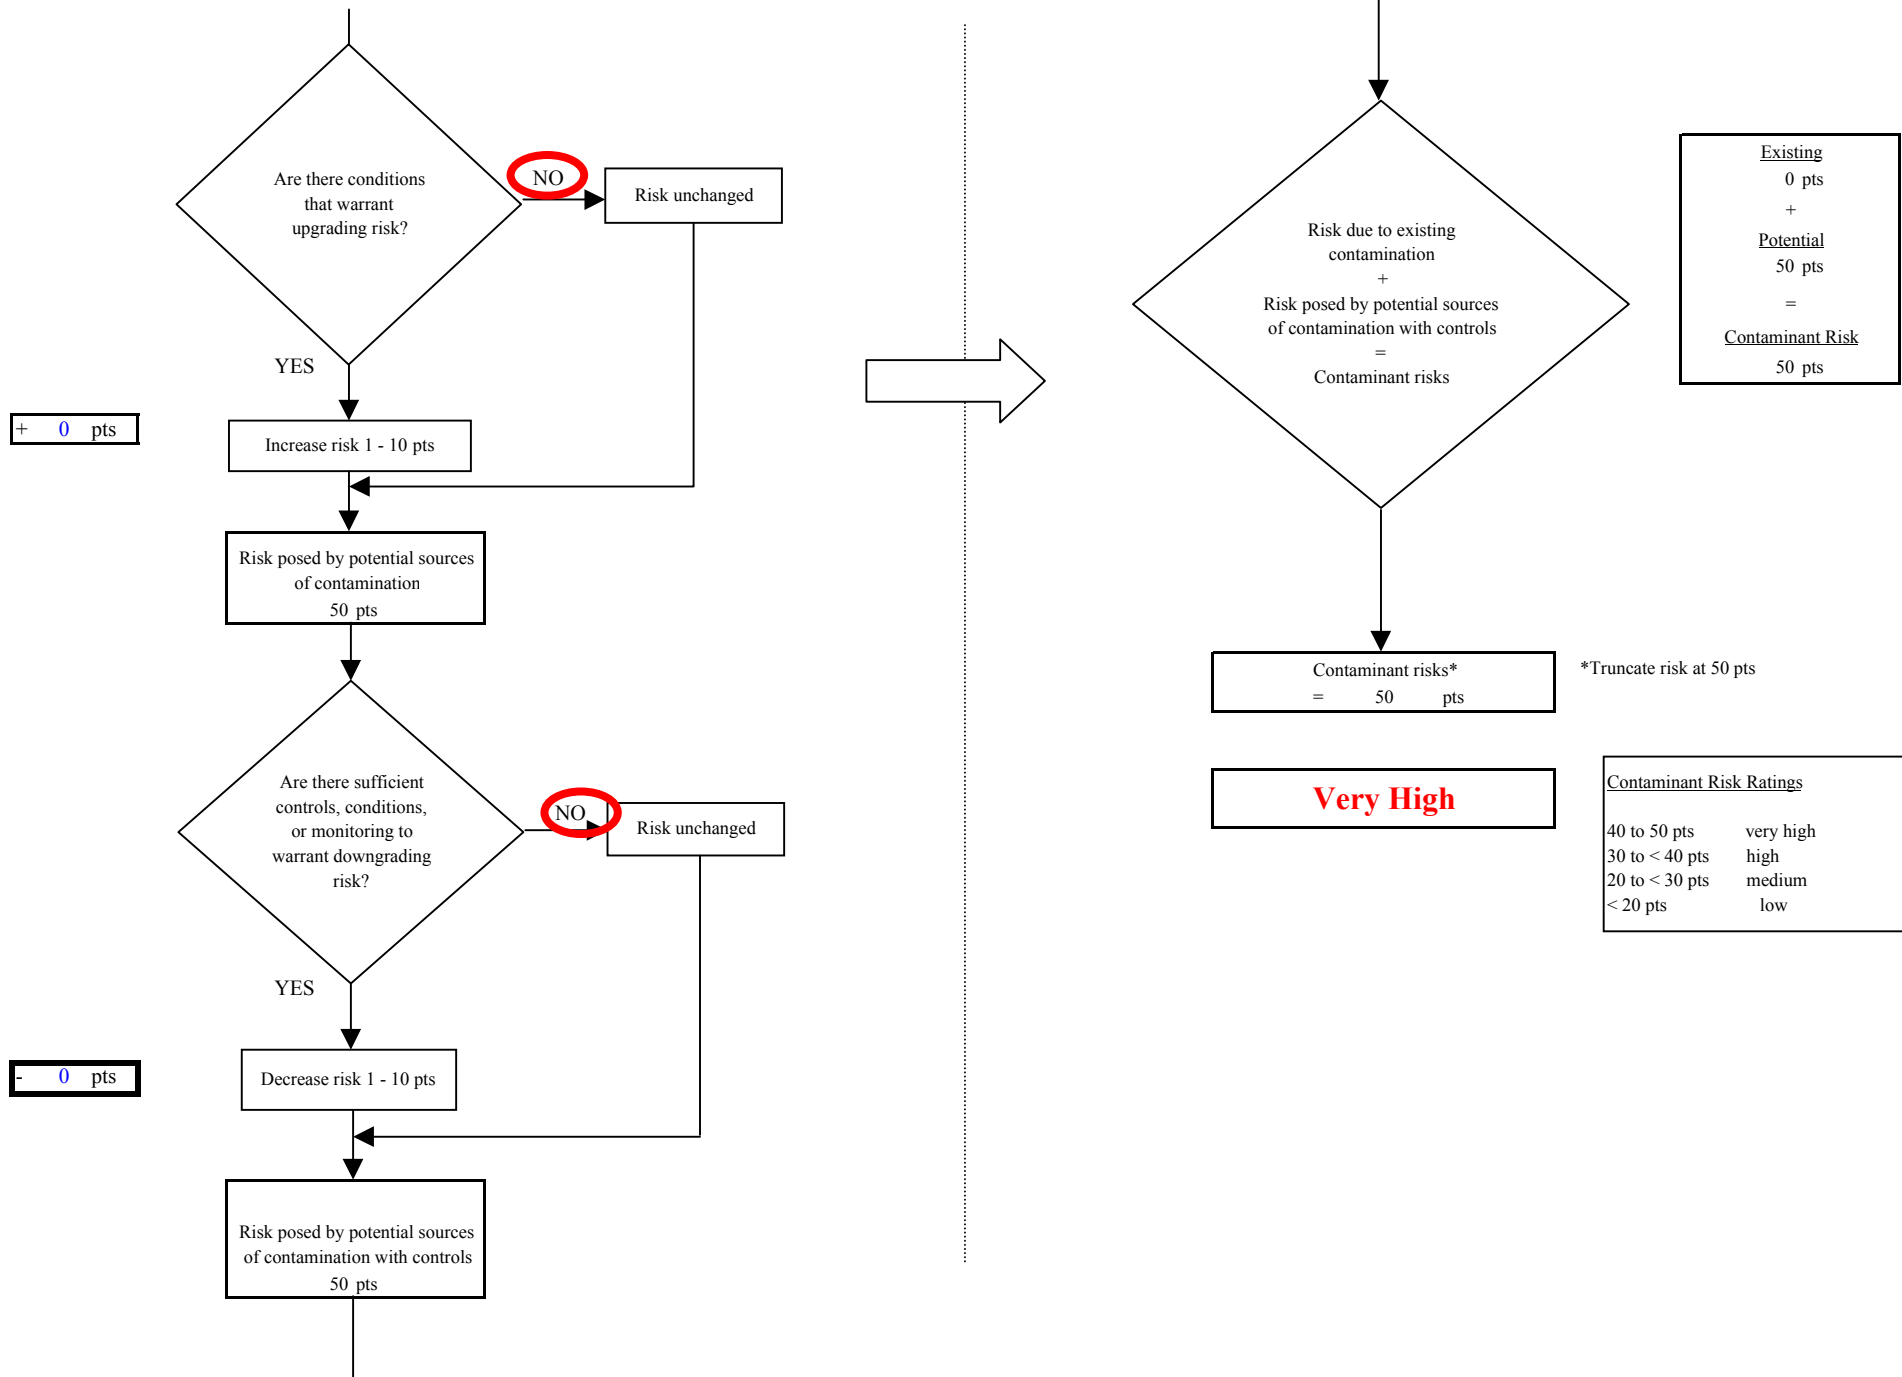 Are there conditions
that warrant
upgrading risk?
NO
Risk unchanged
YES
+ 0 pts
Increase risk 1 - 10 pts
Risk posed by potential sources
of contamination
50 pts
Are there sufficient
controls, conditions,
or monitoring to
warrant downgrading
risk?
NO
Risk unchanged
YES
- 0 pts
Decrease risk 1 - 10 pts
Risk posed by potential sources
of contamination with controls
50 pts
Risk due to existing
contamination
+
Risk posed by potential sources
of contamination with controls
=
Contaminant risks
Existing
0 pts
+
Potential
50 pts
=
Contaminant Risk
50 pts
Contaminant risks*
= 50 pts
*Truncate risk at 50 pts
Very High
Contaminant Risk Ratings
40 to 50 pts very high
30 to < 40 pts high
20 to < 30 pts medium
< 20 pts low